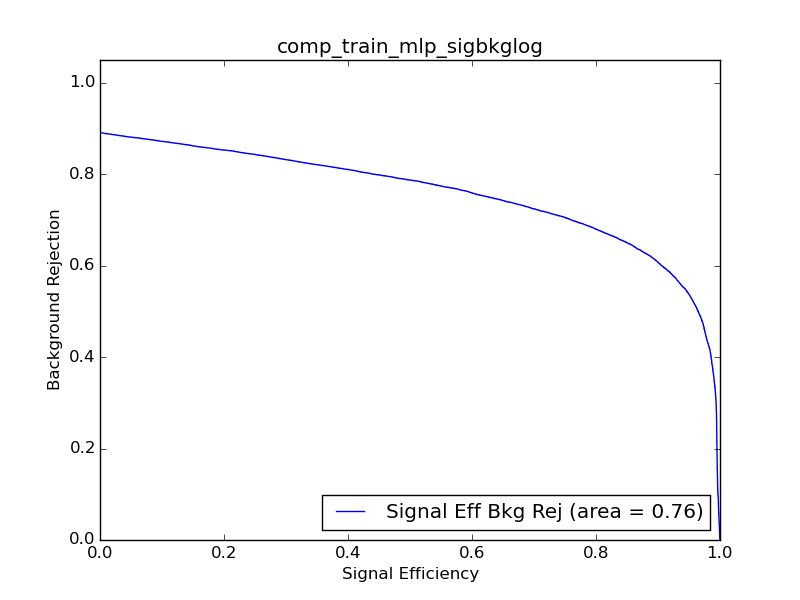 comp_train_mlp_sigbkglog
1.0
0.8
0.6
0.4
0.2
0.0
Background Rejection
Signal Eff Bkg Rej (area = 0.76)
0.0 0.2 0.4 0.6 0.8 1.0
Signal Efficiency